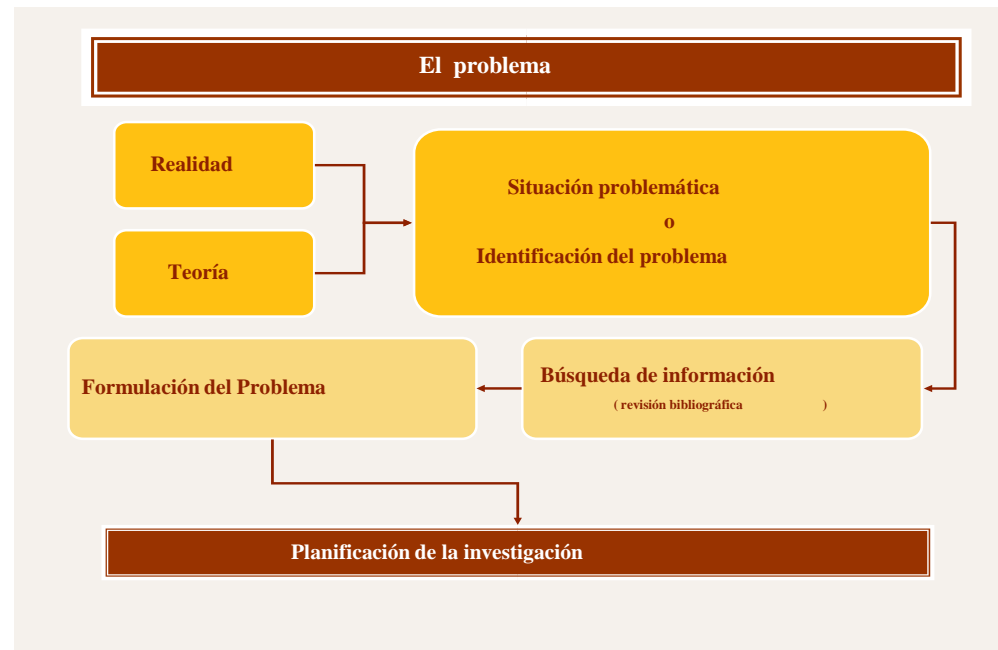 El problema
Realidad
Teoría
Situación problemática
o
Identificación del problema
Formulación del Problema
Búsqueda de información
( revisión bibliográfica )
Planificación de la investigación